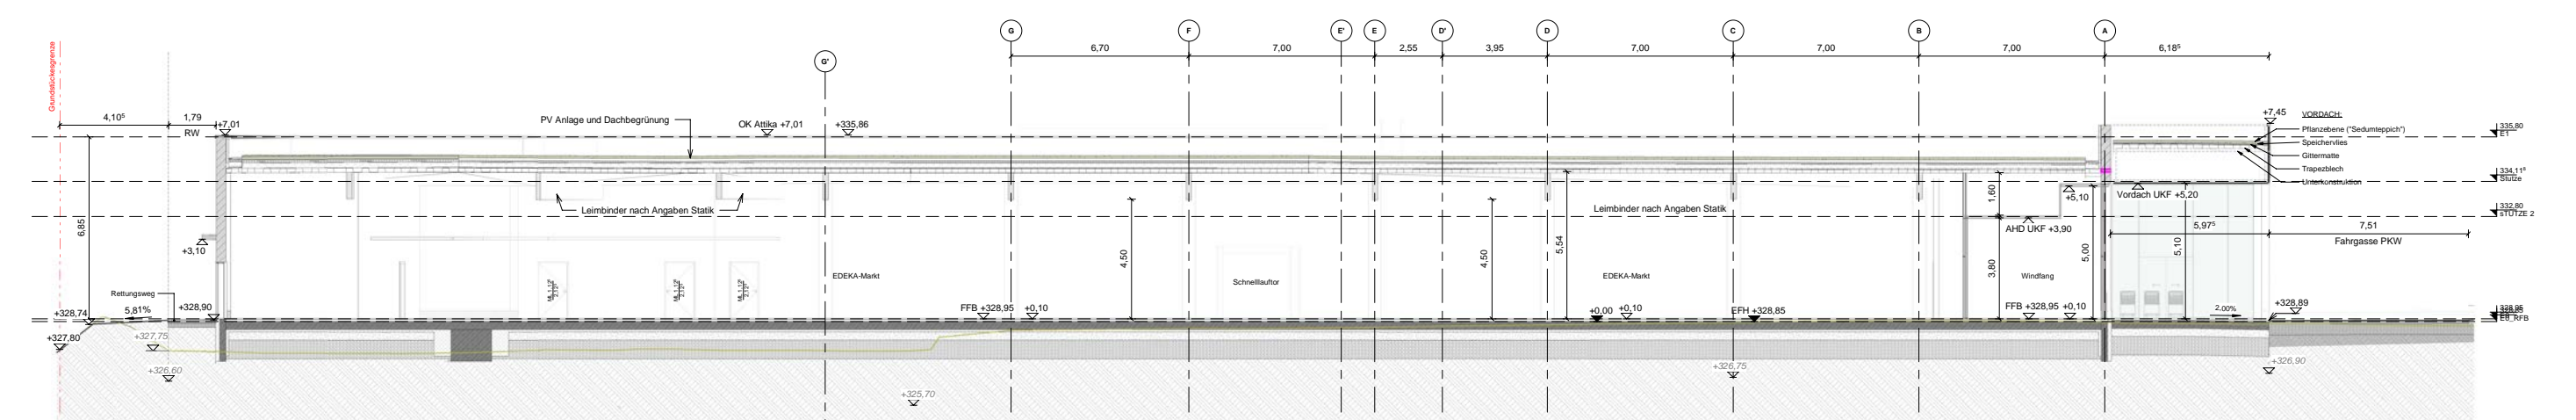 G F E' E D' D C B A
6,70 7,00 2,55 3,95 7,00 7,00 7,00 6,18⁵
G'
Grundstücksgrenze
4,10⁵ 1,79
RW
+7,01
PV Anlage und Dachbegrünung
OK Attika +7,01
+335,86
+7,45
VORDACH:
Pflanzebene ("Sedumteppich")
Speichervlies
Gittermatte
Trapezblech
Unterkonstruktion
335,80
E1
334,11⁸
Stütze
332,80
sTÜTZE 2
6,85
+3,10
Leimbinder nach Angaben Statik
Leimbinder nach Angaben Statik
1,60
+5,10
Vordach UKF +5,20
AHD UKF +3,90
5,97⁵ 7,51
Fahrgasse PKW
4,50
4,50
5,54
3,80
5,00
5,10
EDEKA-Markt
Schnelllauftor
EDEKA-Markt
Windfang
Rettungsweg
+328,74
5,81%
+328,90
FFB +328,95 +0,10
+0,00 +0,10
EFH +328,85
FFB +328,95 +0,10
2.00%
+328,89
328,95
E0_RFB
+327,80
+327,75
+326,60
+325,70
+326,75
+326,90